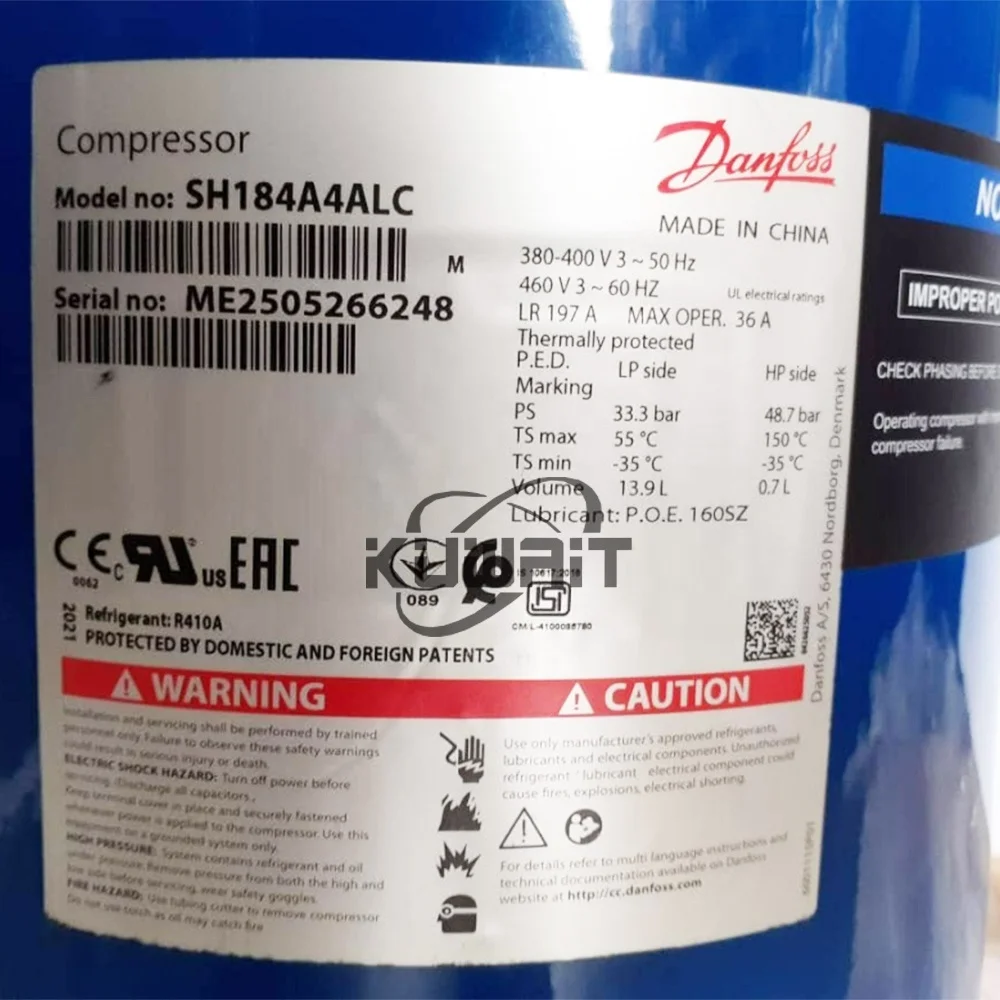 Compressor
Danfoss
MADE IN CHINA
Model no: SH184A4ALC
M
Serial no: ME2505266248
380-400 V 3 ~ 50 Hz
460 V 3 ~ 60 HZ
UL electrical ratings
LR 197 A MAX OPER. 36 A
Thermally protected
P.E.D. LP side HP side
Marking
PS 33.3 bar 48.7 bar
TS max 55 °C 150 °C
TS min -35 °C -35 °C
Volume 13.9 L 0.7 L
Lubricant: P.O.E. 160SZ
CE
0062
c RU us
EAC
089
KUWAIT
IS 10617:2018
ISI
2021
Refrigerant: R410A
PROTECTED BY DOMESTIC AND FOREIGN PATENTS
Danfoss A/S, 6430 Nordborg, Denmark
WARNING
Installation and servicing shall be performed by trained
personnel only. Failure to observe these safety warnings
could result in serious injury or death.
ELECTRIC SHOCK HAZARD: Turn off power before
servicing. Discharge all capacitors.
Keep terminal cover in place and securely fastened
whenever power is applied to the compressor. Use this
equipment on a grounded system only.
HIGH PRESSURE: System contains refrigerant and oil
under pressure. Remove pressure from both the high and
low side before servicing, wear safety goggles.
FIRE HAZARD: Use tubing cutter to remove compressor
Do not use torch as oil may catch fire
CAUTION
Use only manufacturer's approved refrigerants,
lubricants and electrical components. Unauthorized
refrigerant lubricant electrical component could
cause fires, explosions, electrical shorting.
For details refer to multi language instructions and
technical documentation available on Danfoss
website at http://cc.danfoss.com
NO
IMPROPER PO
CHECK PHASING BEFORE
Operating compressor with
compressor failure